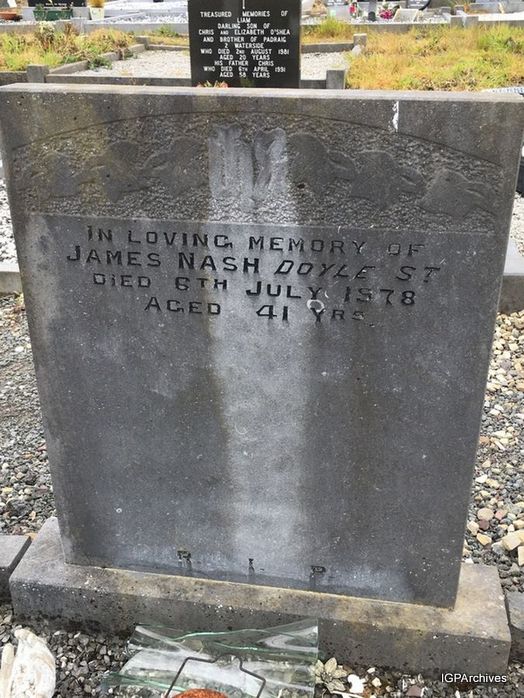 TREASURED MEMORIES OF
LIAM
DARLING SON OF
CHRIS AND ELIZABETH O'SHEA
AND BROTHER OF PADRAIG
2 WATERSIDE
WHO DIED 2ND AUGUST 1981
AGED 20 YEARS
HIS FATHER CHRIS
WHO DIED 6TH APRIL 1991
AGED 58 YEARS
IN LOVING MEMORY OF
JAMES NASH DOYLE ST
DIED 6TH JULY 1978
AGED 41 YRS.
R I P
IGPArchives